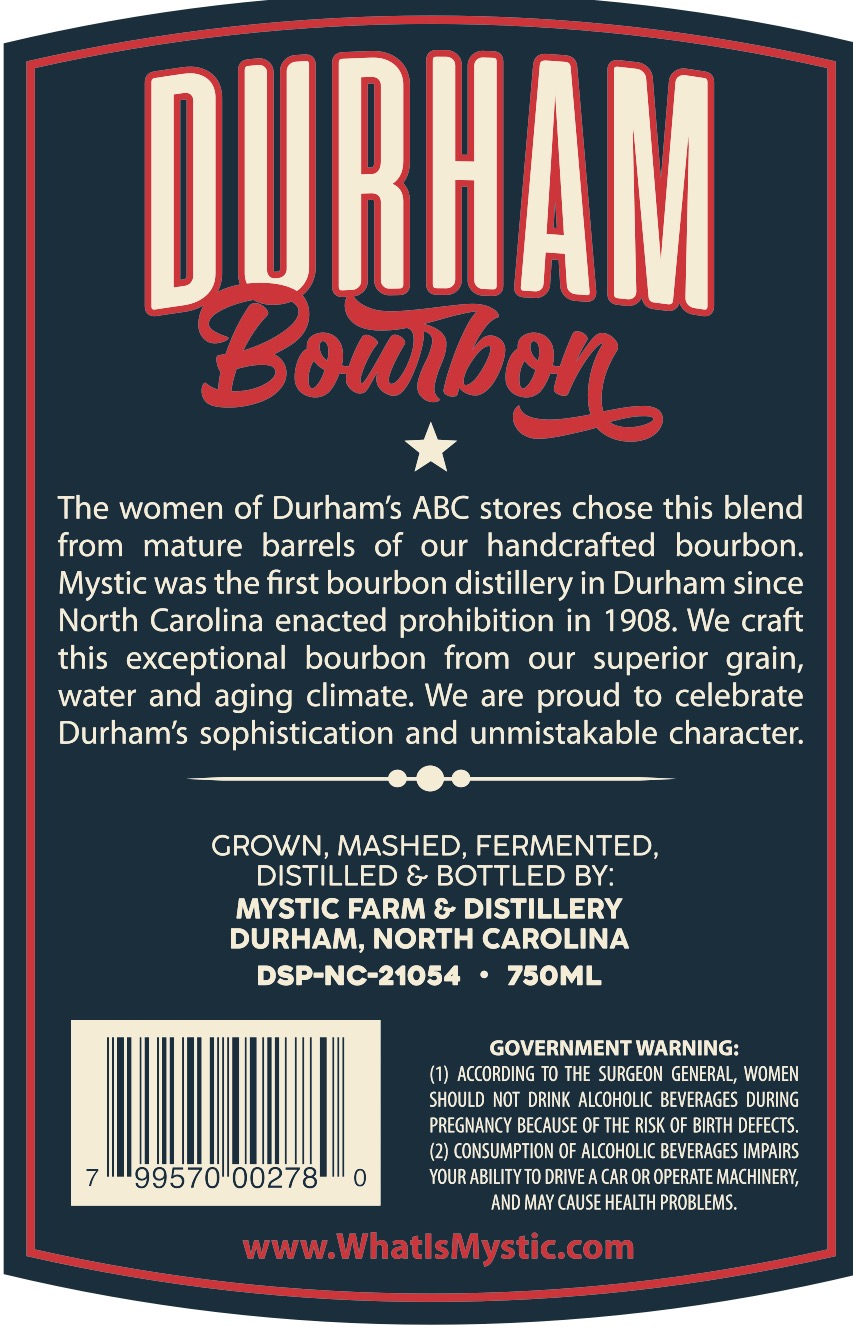 DURHAM
Bourbon
The women of Durham's ABC stores chose this blend
from mature barrels of our handcrafted bourbon.
Mystic was the first bourbon distillery in Durham since
North Carolina enacted prohibition in 1908. We craft
this exceptional bourbon from our superior grain,
water and aging climate. We are proud to celebrate
Durham's sophistication and unmistakable character.
GROWN, MASHED, FERMENTED,
DISTILLED & BOTTLED BY:
MYSTIC FARM & DISTILLERY
DURHAM, NORTH CAROLINA
DSP-NC-21054 • 750ML
7 99570 00278 0
GOVERNMENT WARNING:
(1) ACCORDING TO THE SURGEON GENERAL, WOMEN
SHOULD NOT DRINK ALCOHOLIC BEVERAGES DURING
PREGNANCY BECAUSE OF THE RISK OF BIRTH DEFECTS.
(2) CONSUMPTION OF ALCOHOLIC BEVERAGES IMPAIRS
YOUR ABILITY TO DRIVE A CAR OR OPERATE MACHINERY,
AND MAY CAUSE HEALTH PROBLEMS.
www.WhatIsMystic.com